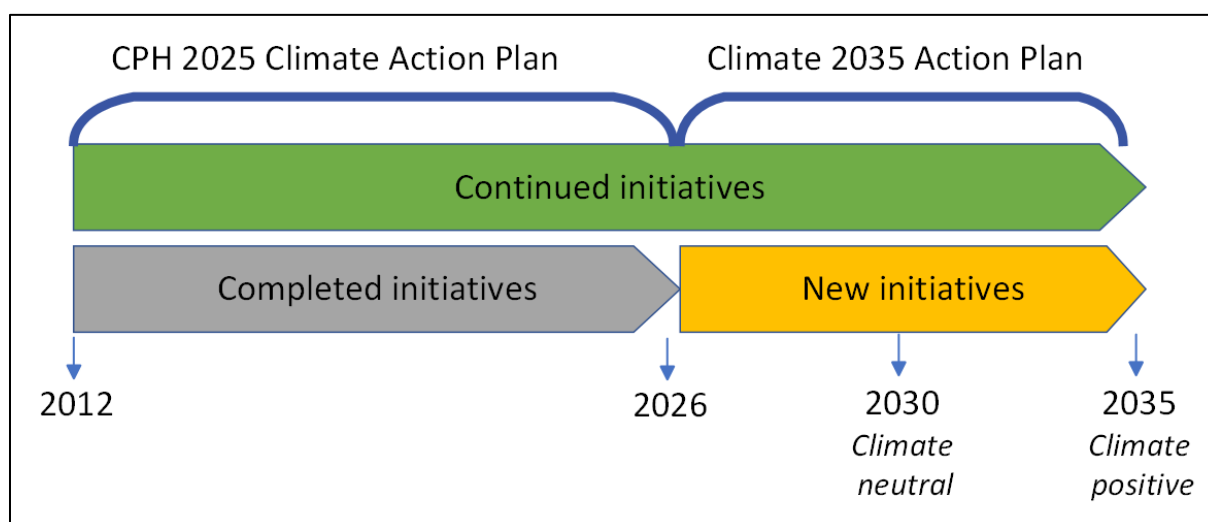 CPH 2025 Climate Action Plan
Climate 2035 Action Plan
Continued initiatives
Completed initiatives
New initiatives
2012
2026
2030
Climate
neutral
2035
Climate
positive